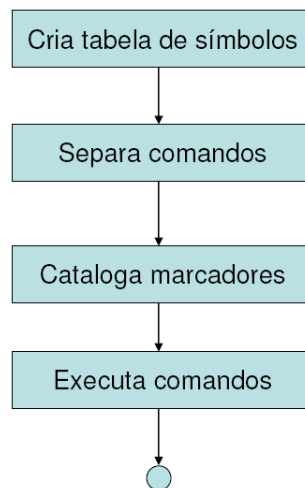 Cria tabela de símbolos
Separa comandos
Cataloga marcadores
Executa comandos